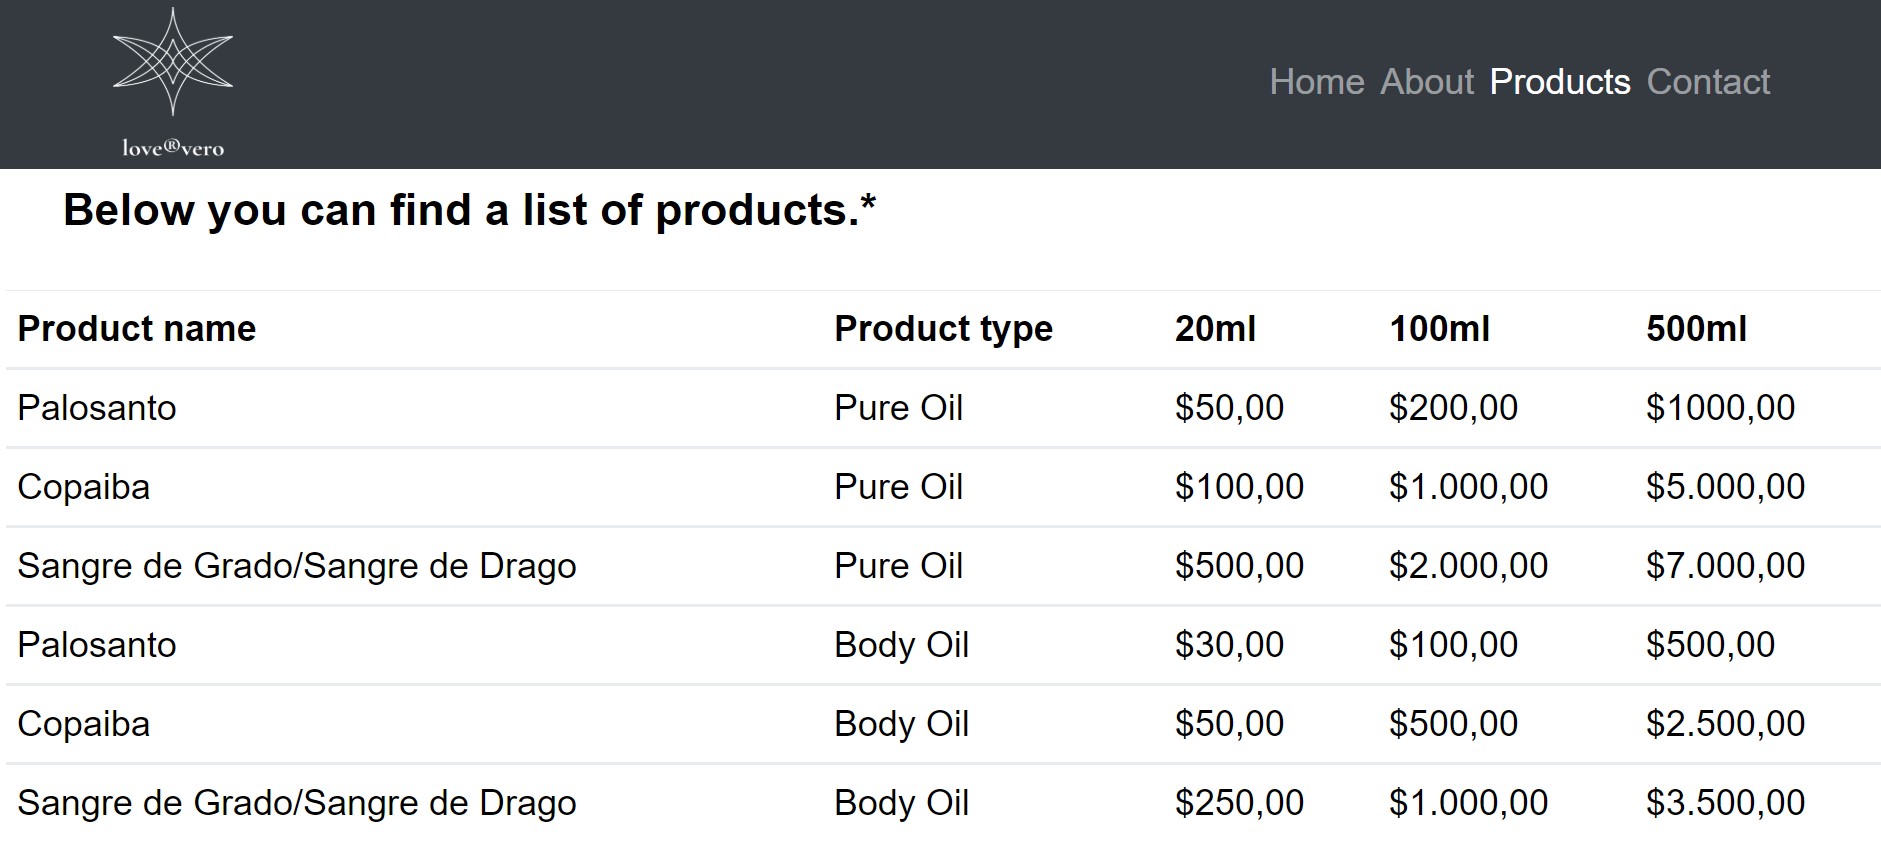 Home About Products Contact
love®vero
Below you can find a list of products.*
Product name Product type 20ml 100ml 500ml
Palosanto Pure Oil $50,00 $200,00 $1000,00
Copaiba Pure Oil $100,00 $1.000,00 $5.000,00
Sangre de Grado/Sangre de Drago Pure Oil $500,00 $2.000,00 $7.000,00
Palosanto Body Oil $30,00 $100,00 $500,00
Copaiba Body Oil $50,00 $500,00 $2.500,00
Sangre de Grado/Sangre de Drago Body Oil $250,00 $1.000,00 $3.500,00